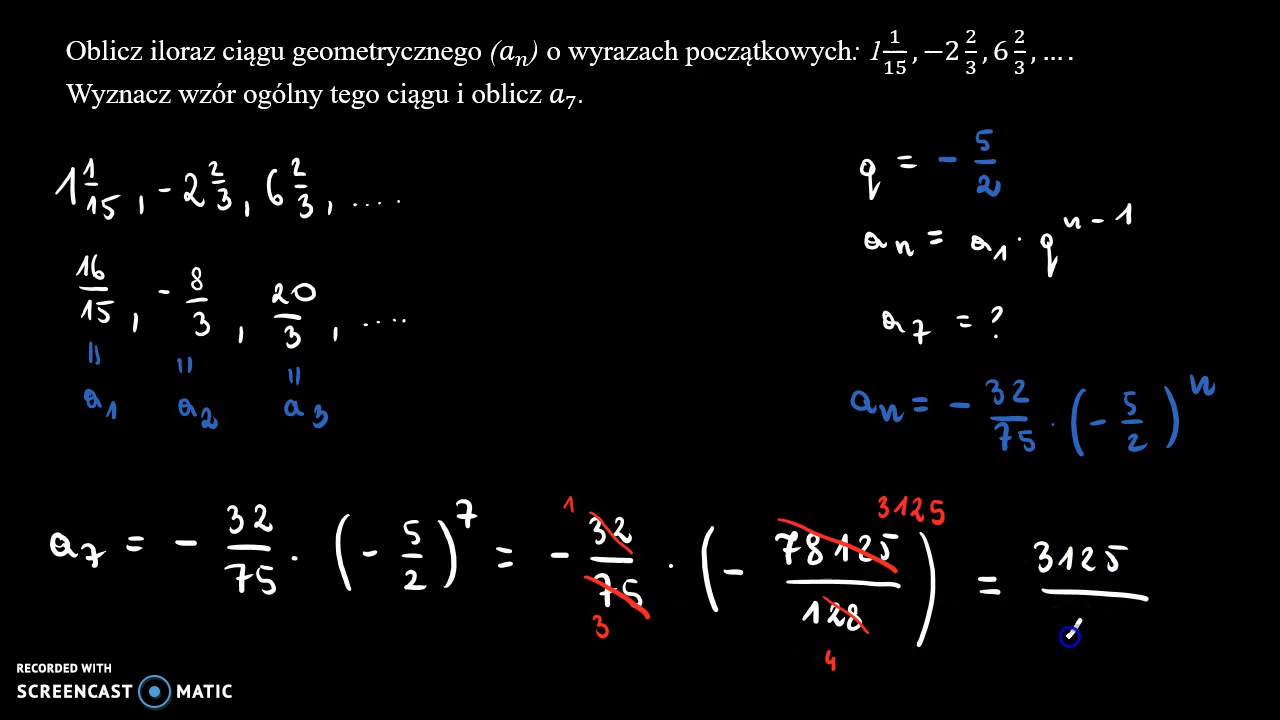 Oblicz iloraz ciągu geometrycznego (aₙ) o wyrazach początkowych: 1 1/15, −2 2/3, 6 2/3, … .
Wyznacz wzór ogólny tego ciągu i oblicz a₇.
1 1/15, -2 2/3, 6 2/3, ....
16/15, -8/3, 20/3, ....
॥ ॥ ॥
a₁ a₂ a₃
q = -5/2
aₙ = a₁ · q^(n-1)
a₇ = ?
aₙ = -32/75 · (-5/2)^n
a₇ = -32/75 · (-5/2)^7 = -32/75 · (-78125/128) = 3125/
1 3125
3 4
RECORDED WITH
SCREENCAST MATIC